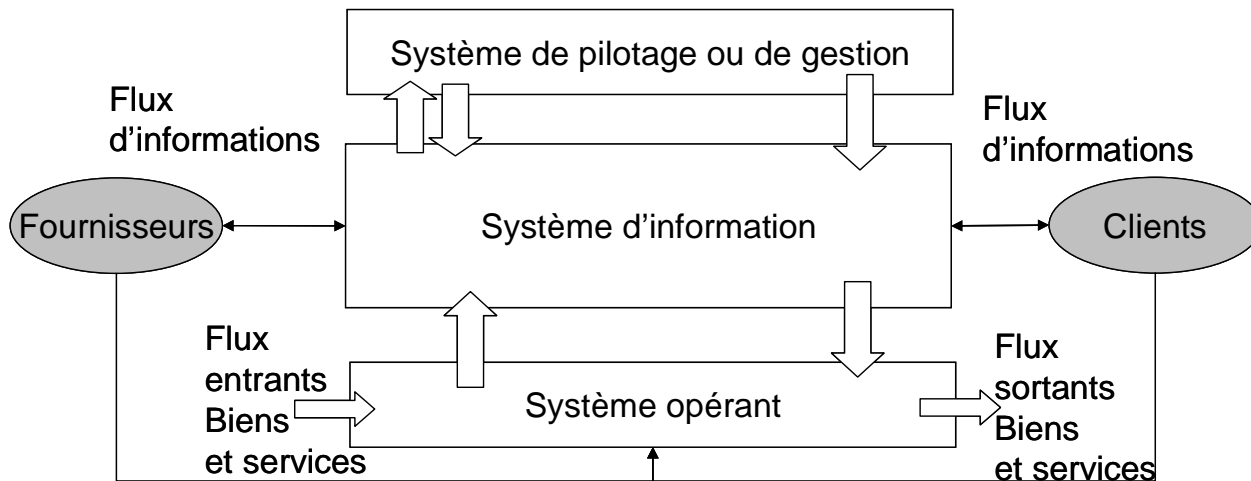 Système de pilotage ou de gestion
Flux
d’informations
Flux
d’informations
Fournisseurs
Système d’information
Clients
Flux
entrants
Biens
et services
Système opérant
Flux
sortants
Biens
et services